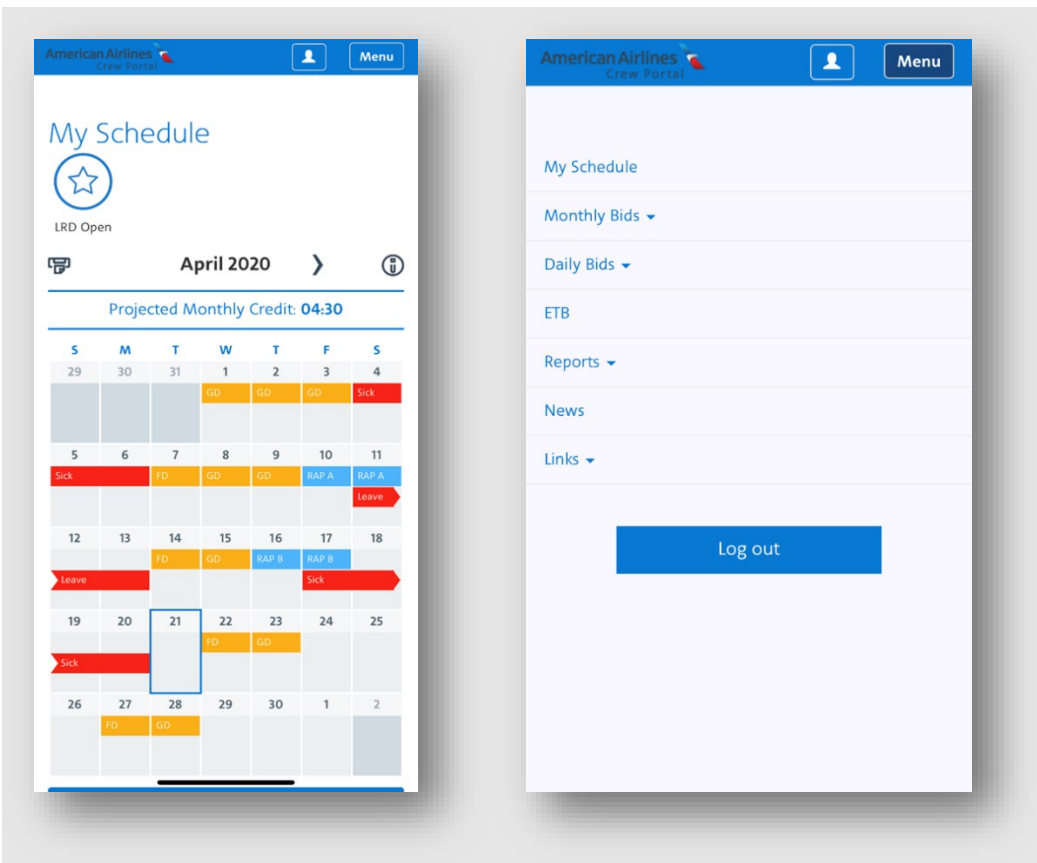 American Airlines
Crew Portal
Menu
My Schedule
LRD Open
April 2020
Projected Monthly Credit: 04:30
S M T W T F S
29 30 31 1 2 3 4
GD GD GD Sick
5 6 7 8 9 10 11
Sick FD GD GD RAP A RAP A
Leave
12 13 14 15 16 17 18
FD GD RAP B RAP B
Leave Sick
19 20 21 22 23 24 25
FD GD
Sick
26 27 28 29 30 1 2
FD GD
American Airlines
Crew Portal
Menu
My Schedule
Monthly Bids
Daily Bids
ETB
Reports
News
Links
Log out